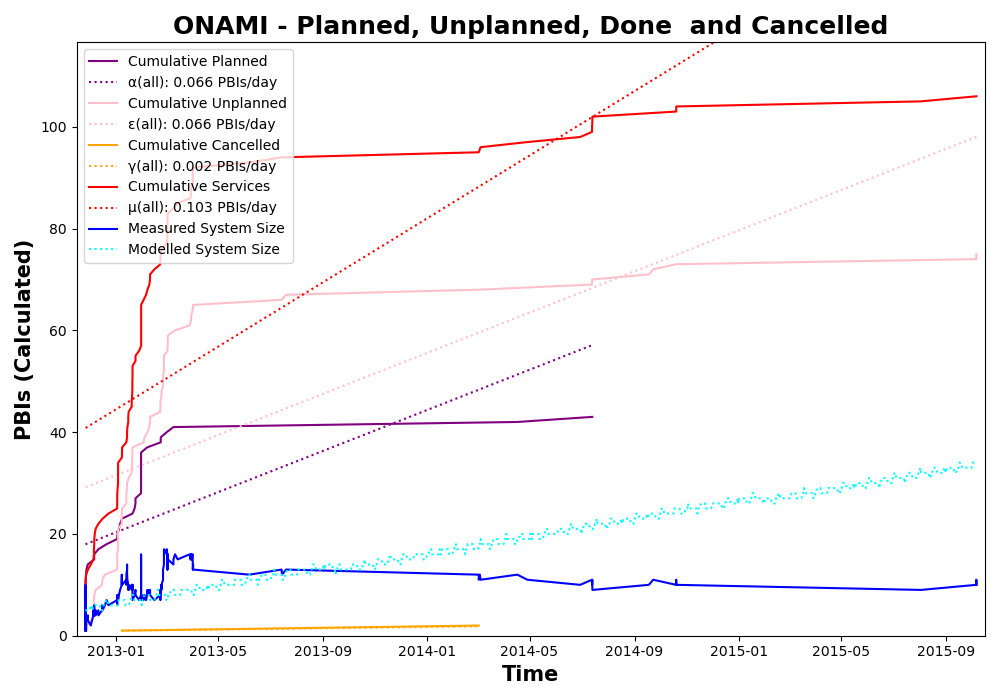 ONAMI - Planned, Unplanned, Done  and Cancelled
Cumulative Planned
α(all): 0.066 PBIs/day
Cumulative Unplanned
ε(all): 0.066 PBIs/day
Cumulative Cancelled
γ(all): 0.002 PBIs/day
Cumulative Services
μ(all): 0.103 PBIs/day
Measured System Size
Modelled System Size
PBIs (Calculated)
100
80
60
40
20
0
2013-01 2013-05 2013-09 2014-01 2014-05 2014-09 2015-01 2015-05 2015-09
Time